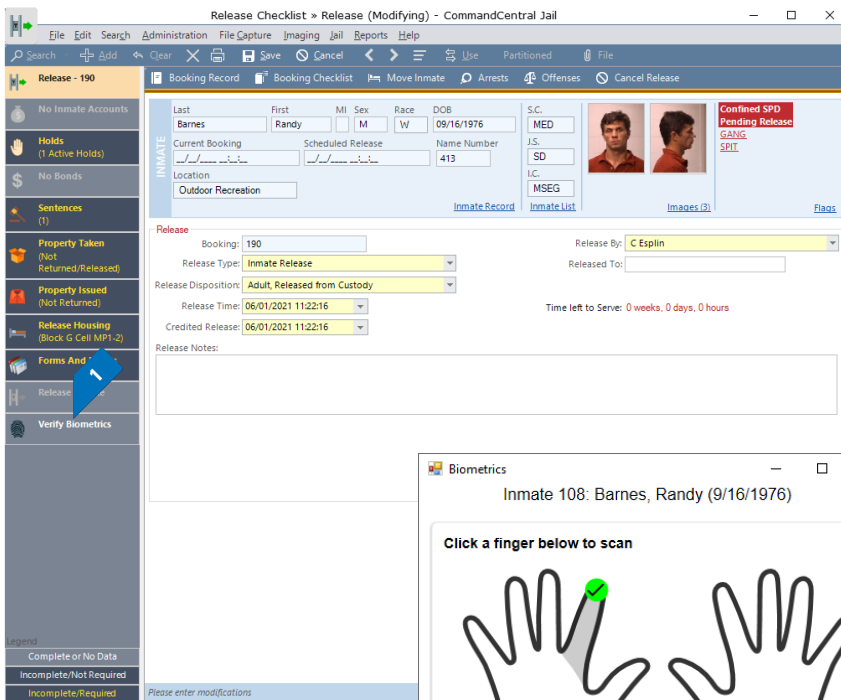 Release Checklist » Release (Modifying) - CommandCentral Jail
File Edit Search Administration File Capture Imaging Jail Reports Help
Search Add Clear Save Cancel Use Partitioned File
Release - 190
Booking Record Booking Checklist Move Inmate Arrests Offenses Cancel Release
No Inmate Accounts
Holds
(1 Active Holds)
No Bonds
Sentences
(1)
Property Taken
(Not
Returned/Released)
Property Issued
(Not Returned)
Release Housing
(Block G Cell MP1-2)
Forms And
1
Release
Verify Biometrics
Legend
Complete or No Data
Incomplete/Not Required
Incomplete/Required
INMATE
Last First MI Sex Race DOB
Barnes Randy M W 09/16/1976
Current Booking Scheduled Release Name Number
__/__/____ __:__:__ __/__/____ __:__:__ 413
Location
Outdoor Recreation
Inmate Record
S.C.
MED
J.S.
SD
I.C.
MSEG
Inmate List
Images (3)
Confined SPD
Pending Release
GANG
SPIT
Flags
Release
Booking: 190
Release By: C Esplin
Release Type: Inmate Release
Released To:
Release Disposition: Adult, Released from Custody
Release Time: 06/01/2021 11:22:16
Time left to Serve: 0 weeks, 0 days, 0 hours
Credited Release: 06/01/2021 11:22:16
Release Notes:
Biometrics
Inmate 108: Barnes, Randy (9/16/1976)
Click a finger below to scan
Please enter modifications